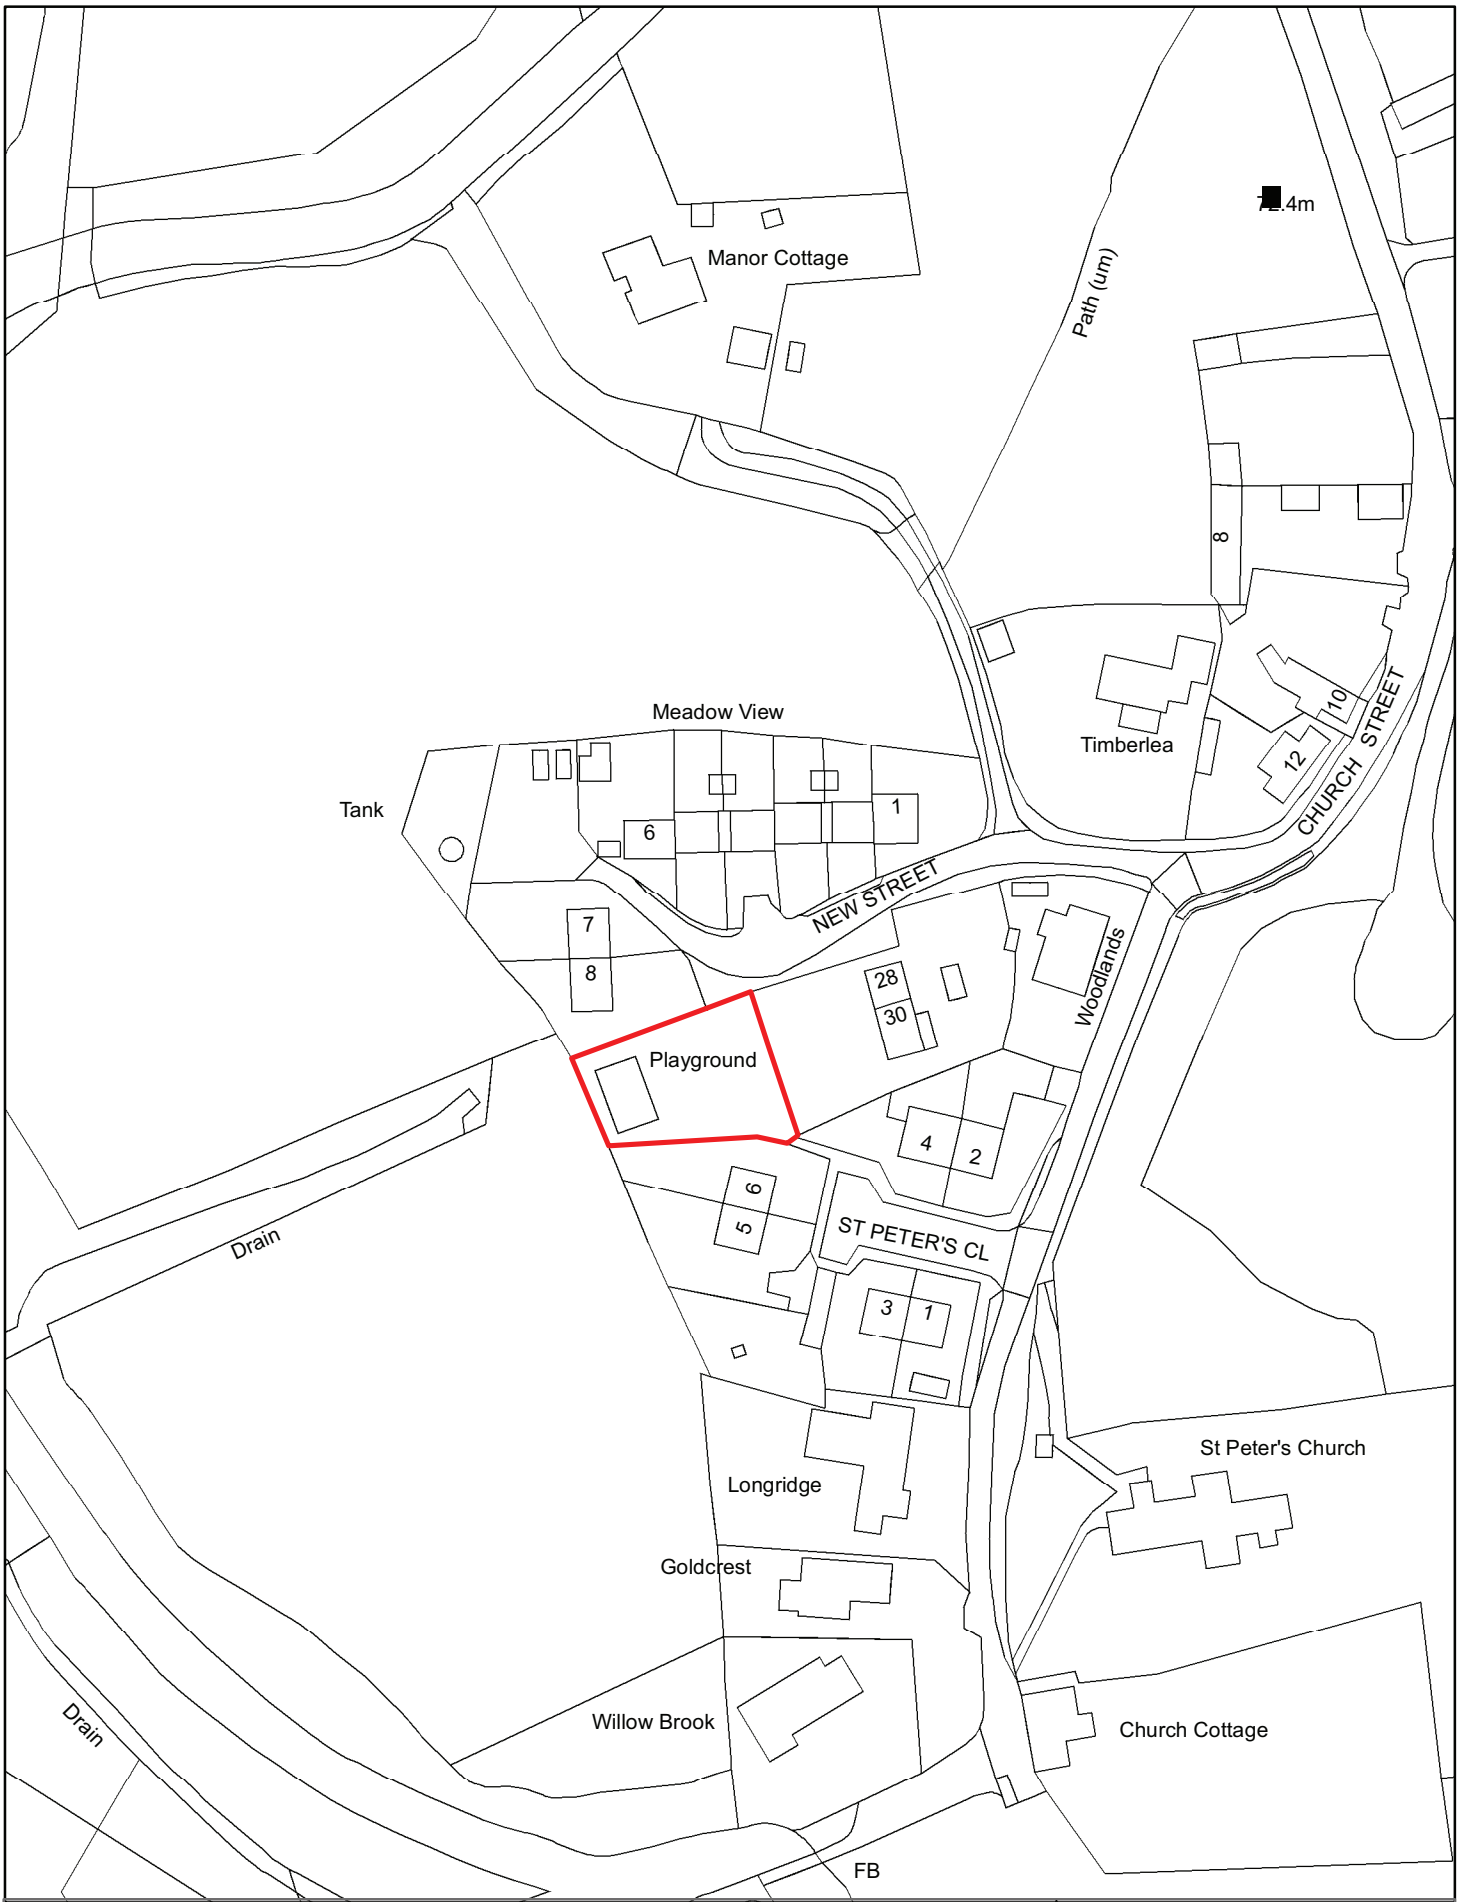 72.4m
Manor Cottage
Path (um)
8
Meadow View
10
CHURCH STREET
Timberlea
12
Tank
1
6
NEW STREET
7
8
Woodlands
28
30
Playground
4
2
6
5
ST PETER'S CL
Drain
3
1
St Peter's Church
Longridge
Goldcrest
Drain
Willow Brook
Church Cottage
FB